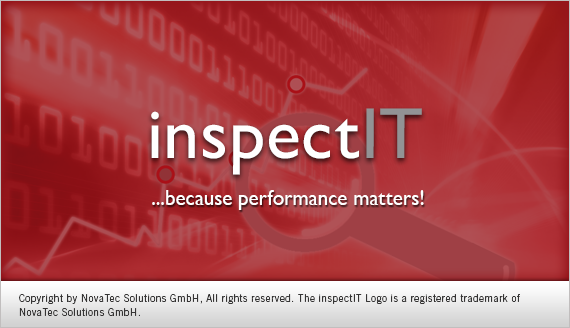 inspectIT
...because performance matters!
Copyright by NovaTec Solutions GmbH, All rights reserved. The inspectIT Logo is a registered trademark of
NovaTec Solutions GmbH.